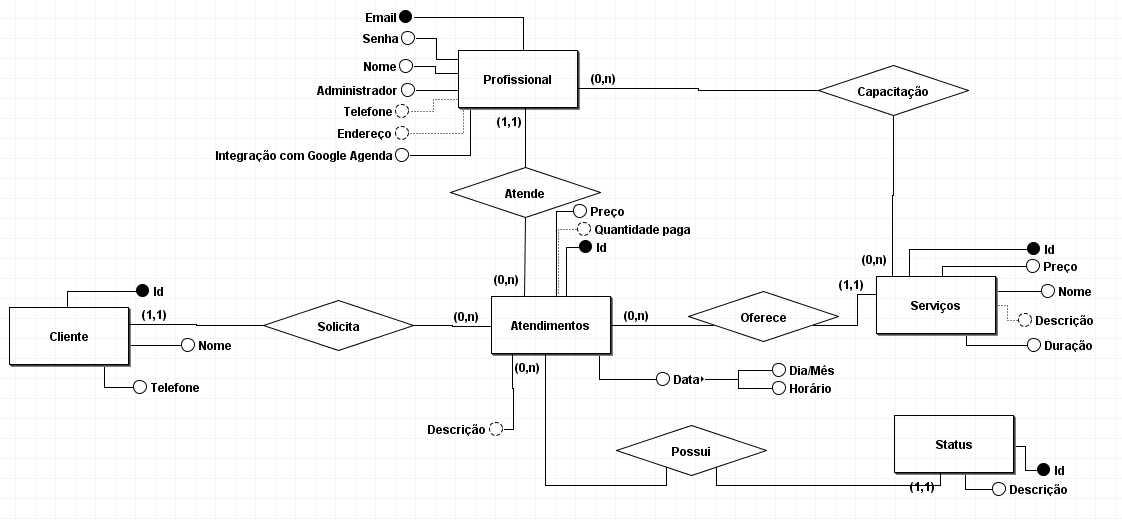 Email
Senha
Nome
Administrador
Telefone
Endereço
Integração com Google Agenda
Profissional
(0,n)
Capacitação
(1,1)
Atende
Preço
Quantidade paga
Id
(0,n)
(0,n)
Id
Preço
Nome
Descrição
Duração
Serviços
(1,1)
Id
(1,1)
Cliente
Nome
Telefone
Solicita
(0,n)
Atendimentos
(0,n)
Oferece
(0,n)
Data
Dia/Mês
Horário
Descrição
Possui
Status
(1,1)
Id
Descrição